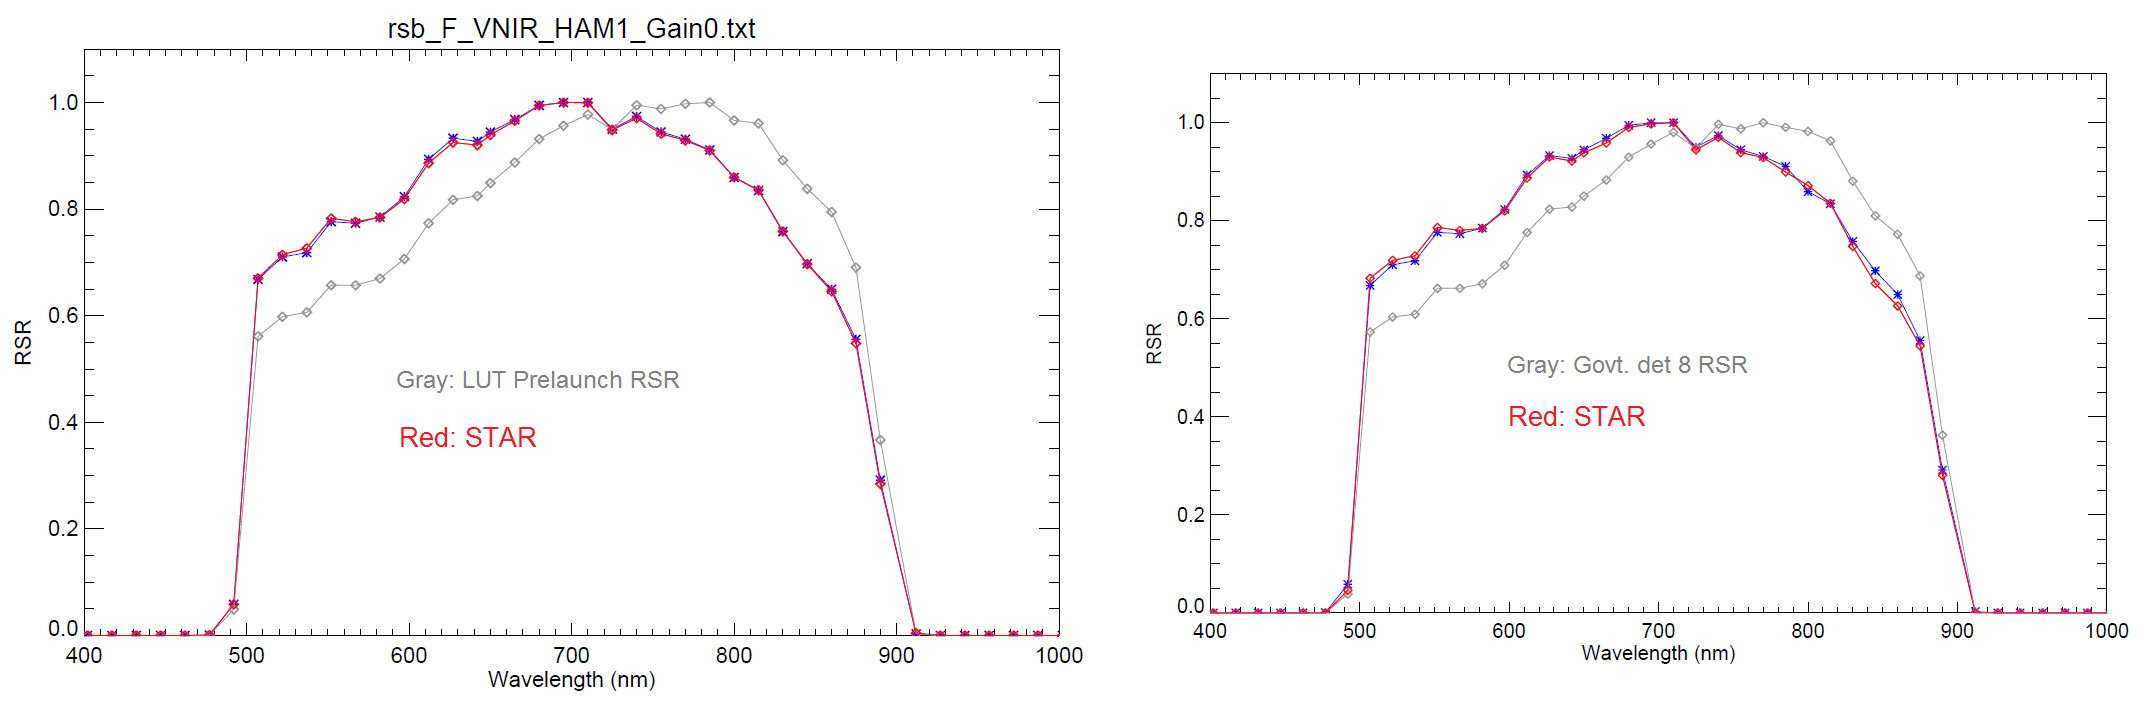 rsb_F_VNIR_HAM1_Gain0.txt
1.0
0.8
0.6
0.4
0.2
0.0
RSR
Gray: LUT Prelaunch RSR
Red: STAR
400 500 600 700 800 900 1000
Wavelength (nm)
1.0
0.8
0.6
0.4
0.2
0.0
RSR
Gray: Govt. det 8 RSR
Red: STAR
400 500 600 700 800 900 1000
Wavelength (nm)